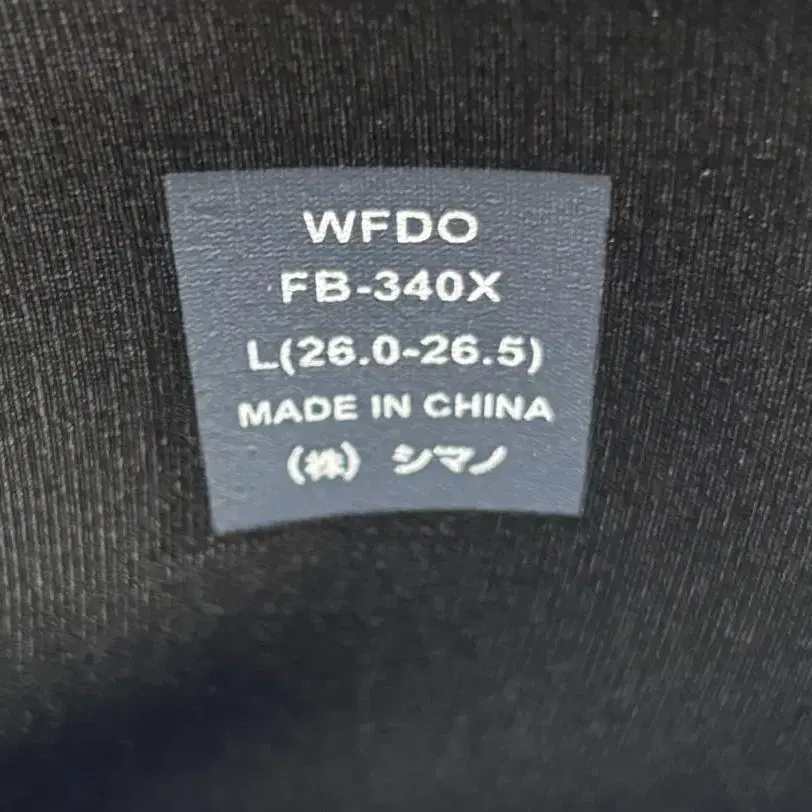 WFDO
FB-340X
L(26.0-26.5)
MADE IN CHINA
(株) シマノ